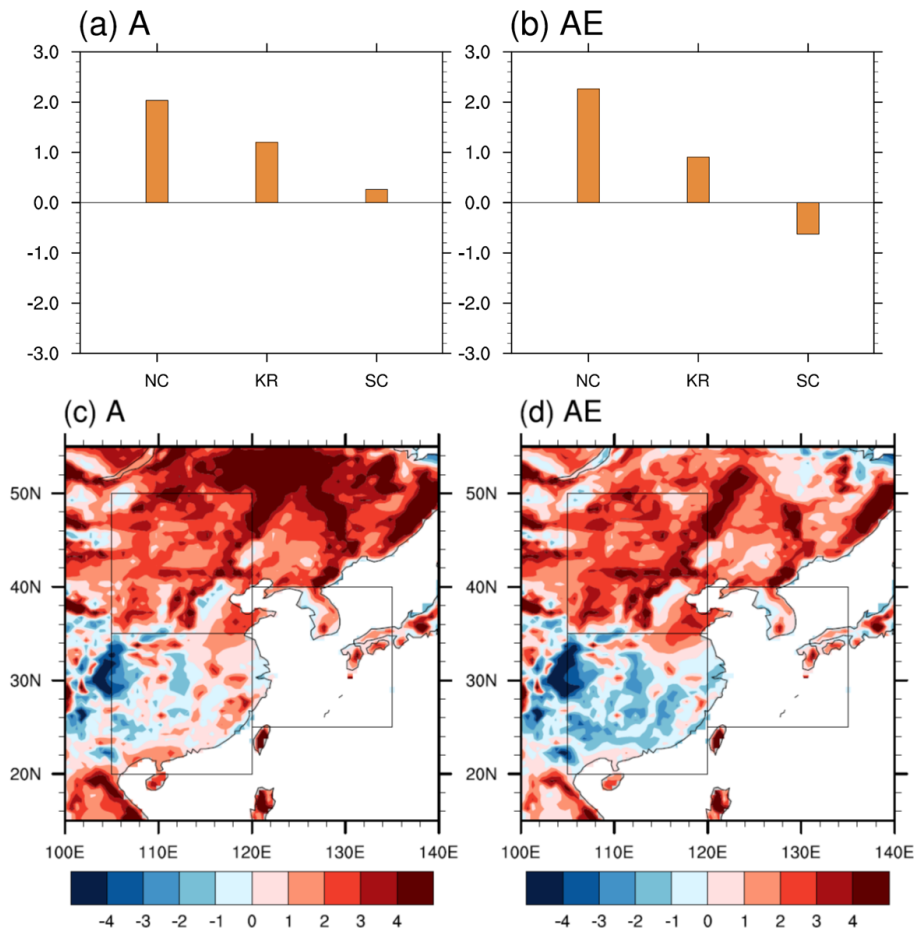 (a) A
(b) AE
3.0
2.0
1.0
0.0
-1.0
-2.0
-3.0
NC KR SC
3.0
2.0
1.0
0.0
-1.0
-2.0
-3.0
NC KR SC
(c) A
(d) AE
50N
40N
30N
20N
100E 110E 120E 130E 140E
50N
40N
30N
20N
100E 110E 120E 130E 140E
-4 -3 -2 -1 0 1 2 3 4
-4 -3 -2 -1 0 1 2 3 4